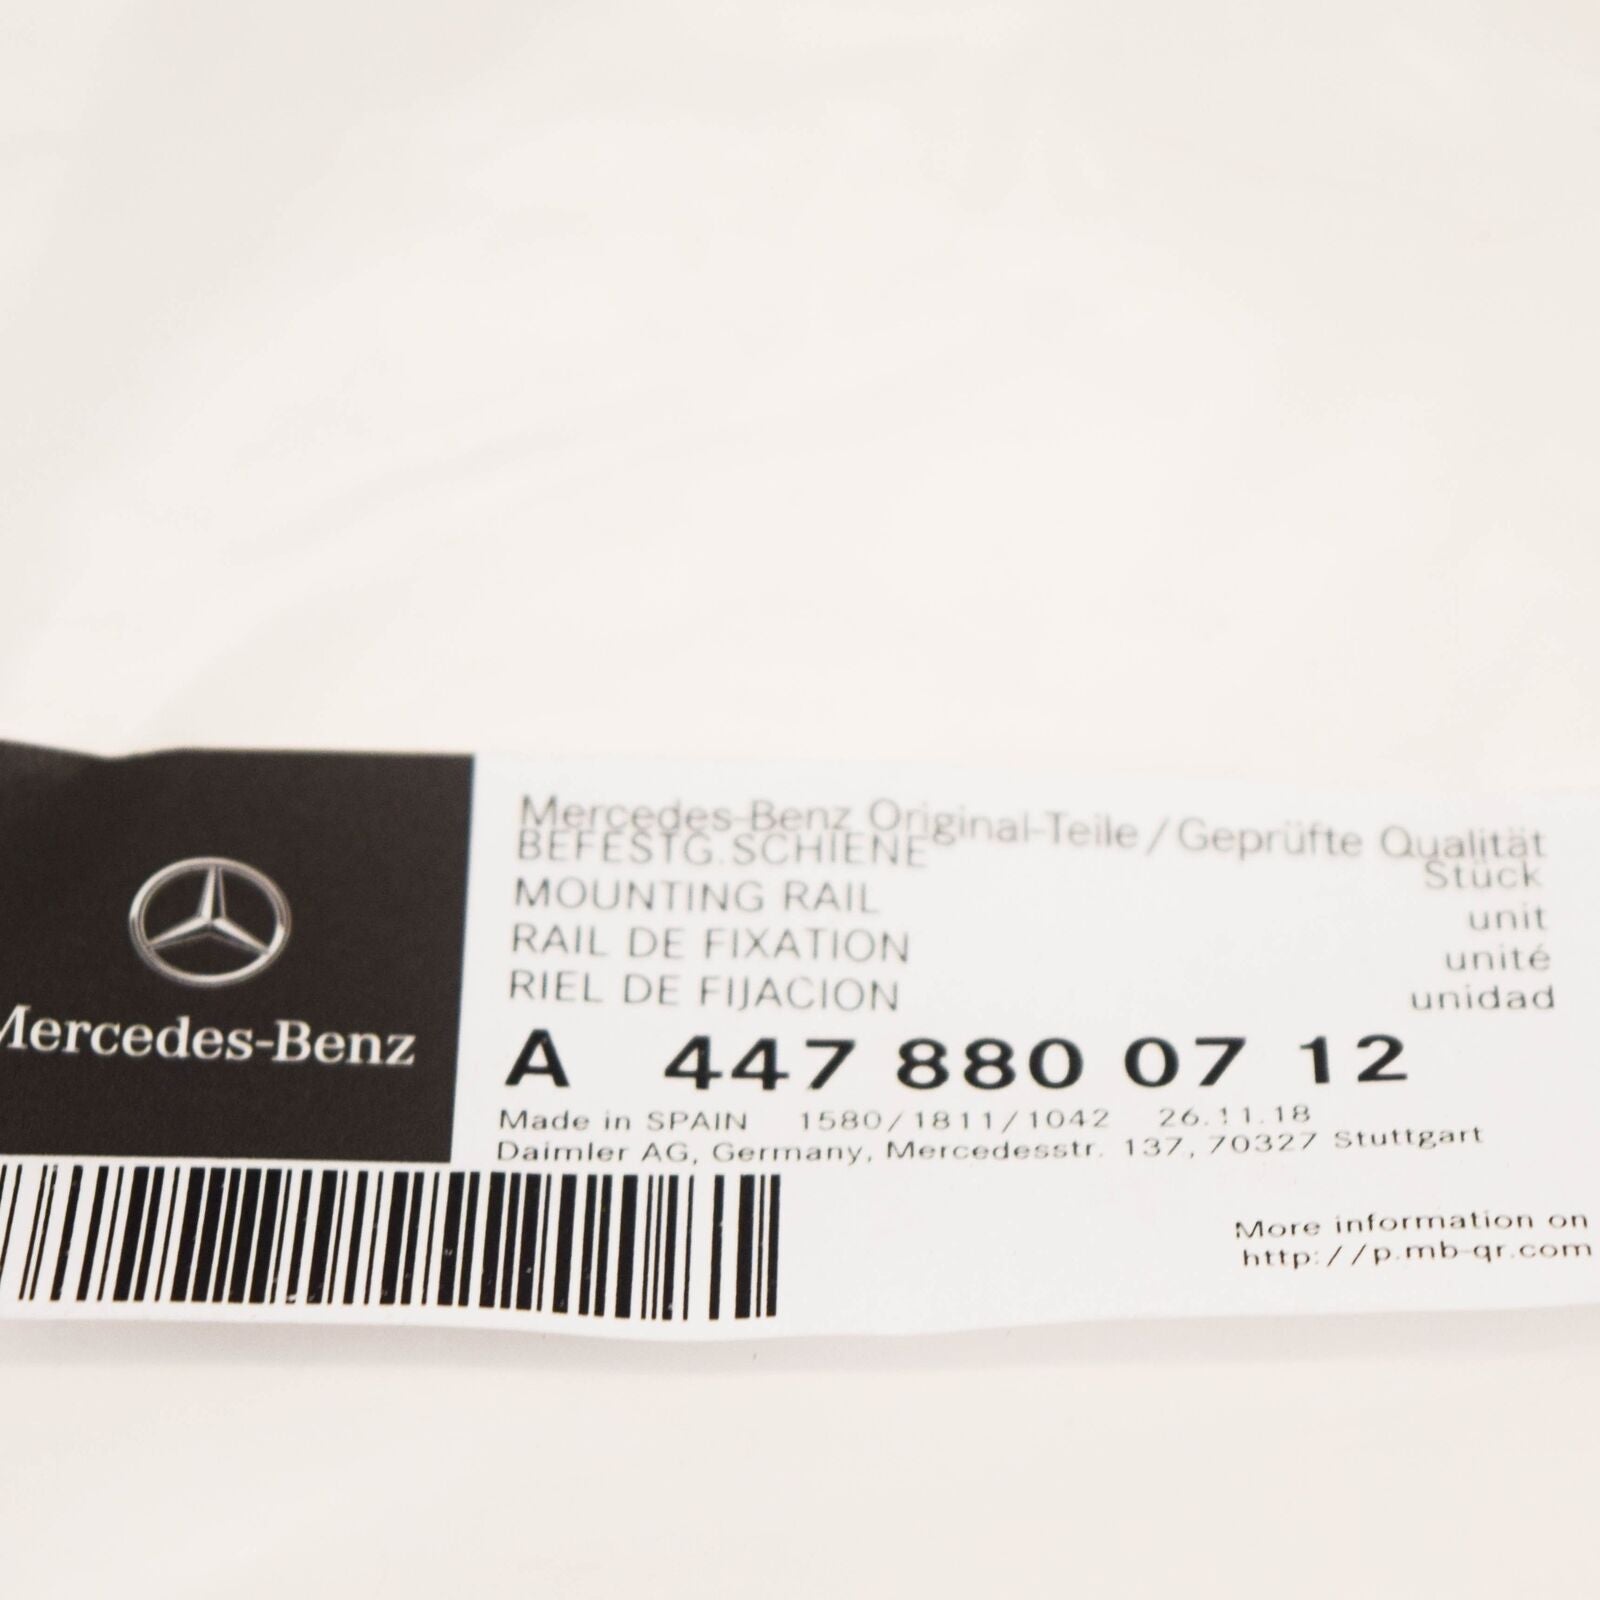 Mercedes-Benz
Mercedes-Benz Original-Teile / Geprüfte Qualität
BEFESTG.SCHIENE Stück
MOUNTING RAIL unit
RAIL DE FIXATION unité
RIEL DE FIJACION unidad
A 447 880 07 12
Made in SPAIN 1580/1811/1042 26.11.18
Daimler AG, Germany, Mercedesstr. 137, 70327 Stuttgart
More information on
http://p.mb-qr.com